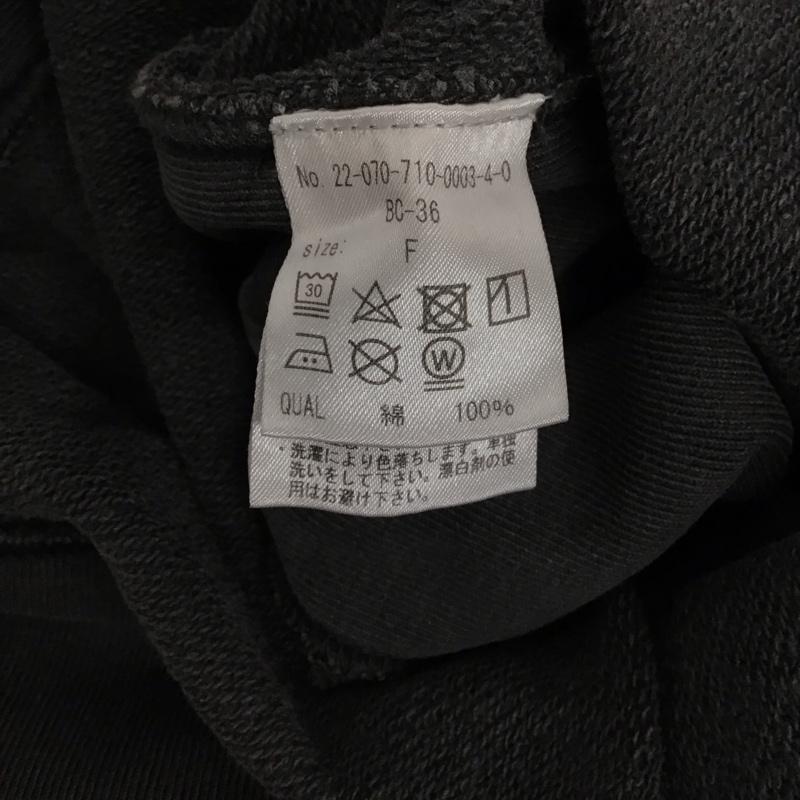 No. 22-070-710-0003-4-0
BC-36
size: F
30
W
QUAL 綿 100%
・洗濯により色落ちします。単独
洗いをして下さい。漂白剤の使
用はお避け下さい。